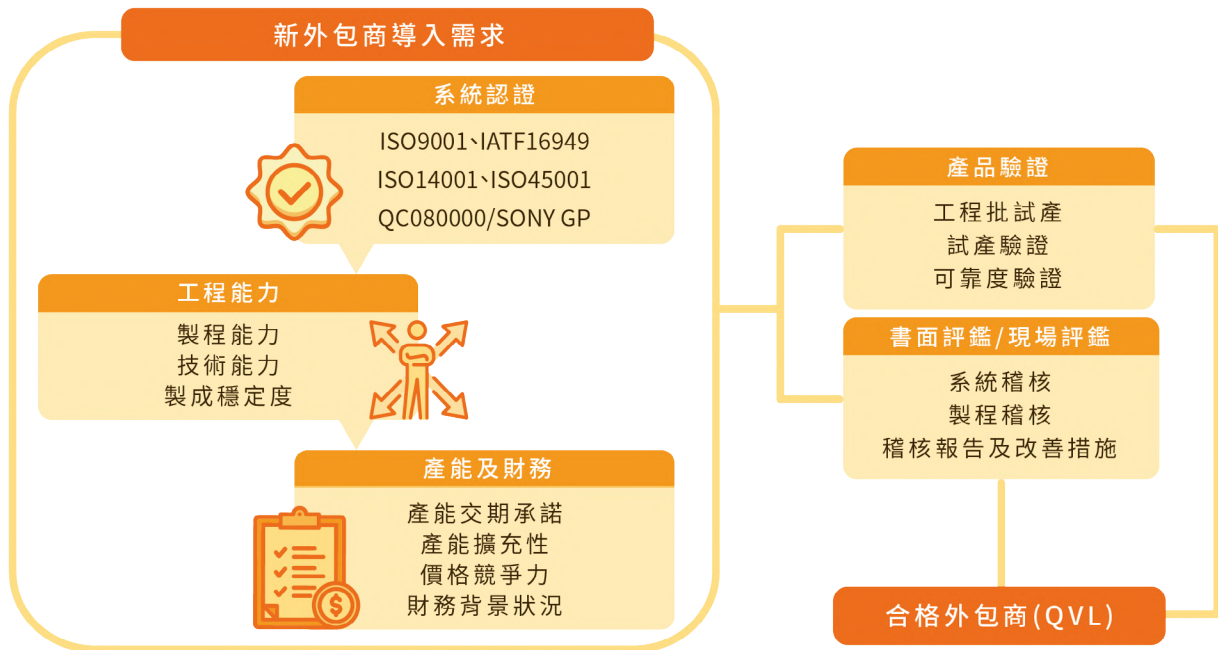 新外包商導入需求
系統認證
ISO9001、IATF16949
ISO14001、ISO45001
QC080000/SONY GP
工程能力
製程能力
技術能力
製成穩定度
產能及財務
產能交期承諾
產能擴充性
價格競爭力
財務背景狀況
$
產品驗證
工程批試產
試產驗證
可靠度驗證
書面評鑑/現場評鑑
系統稽核
製程稽核
稽核報告及改善措施
合格外包商(QVL)